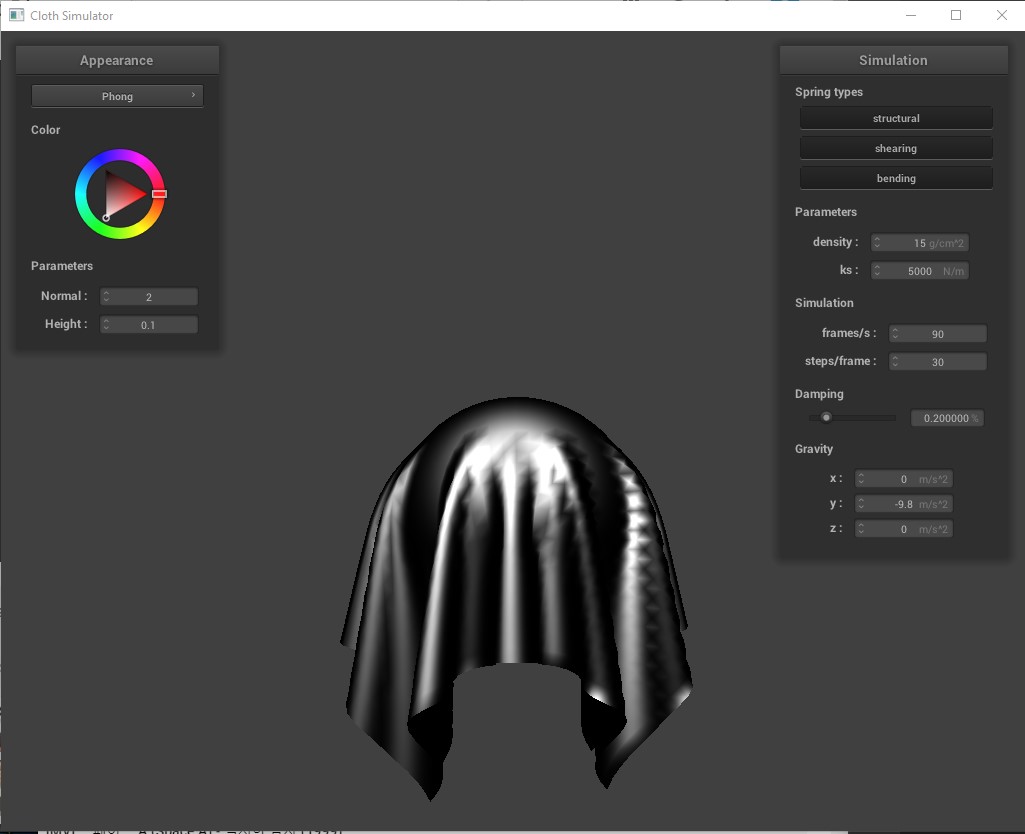 Cloth Simulator
Appearance
Phong
Color
Parameters
Normal : 2
Height : 0.1
Simulation
Spring types
structural
shearing
bending
Parameters
density : 15 g/cm^2
ks : 5000 N/m
Simulation
frames/s : 90
steps/frame : 30
Damping
0.200000 %
Gravity
x : 0 m/s^2
y : -9.8 m/s^2
z : 0 m/s^2